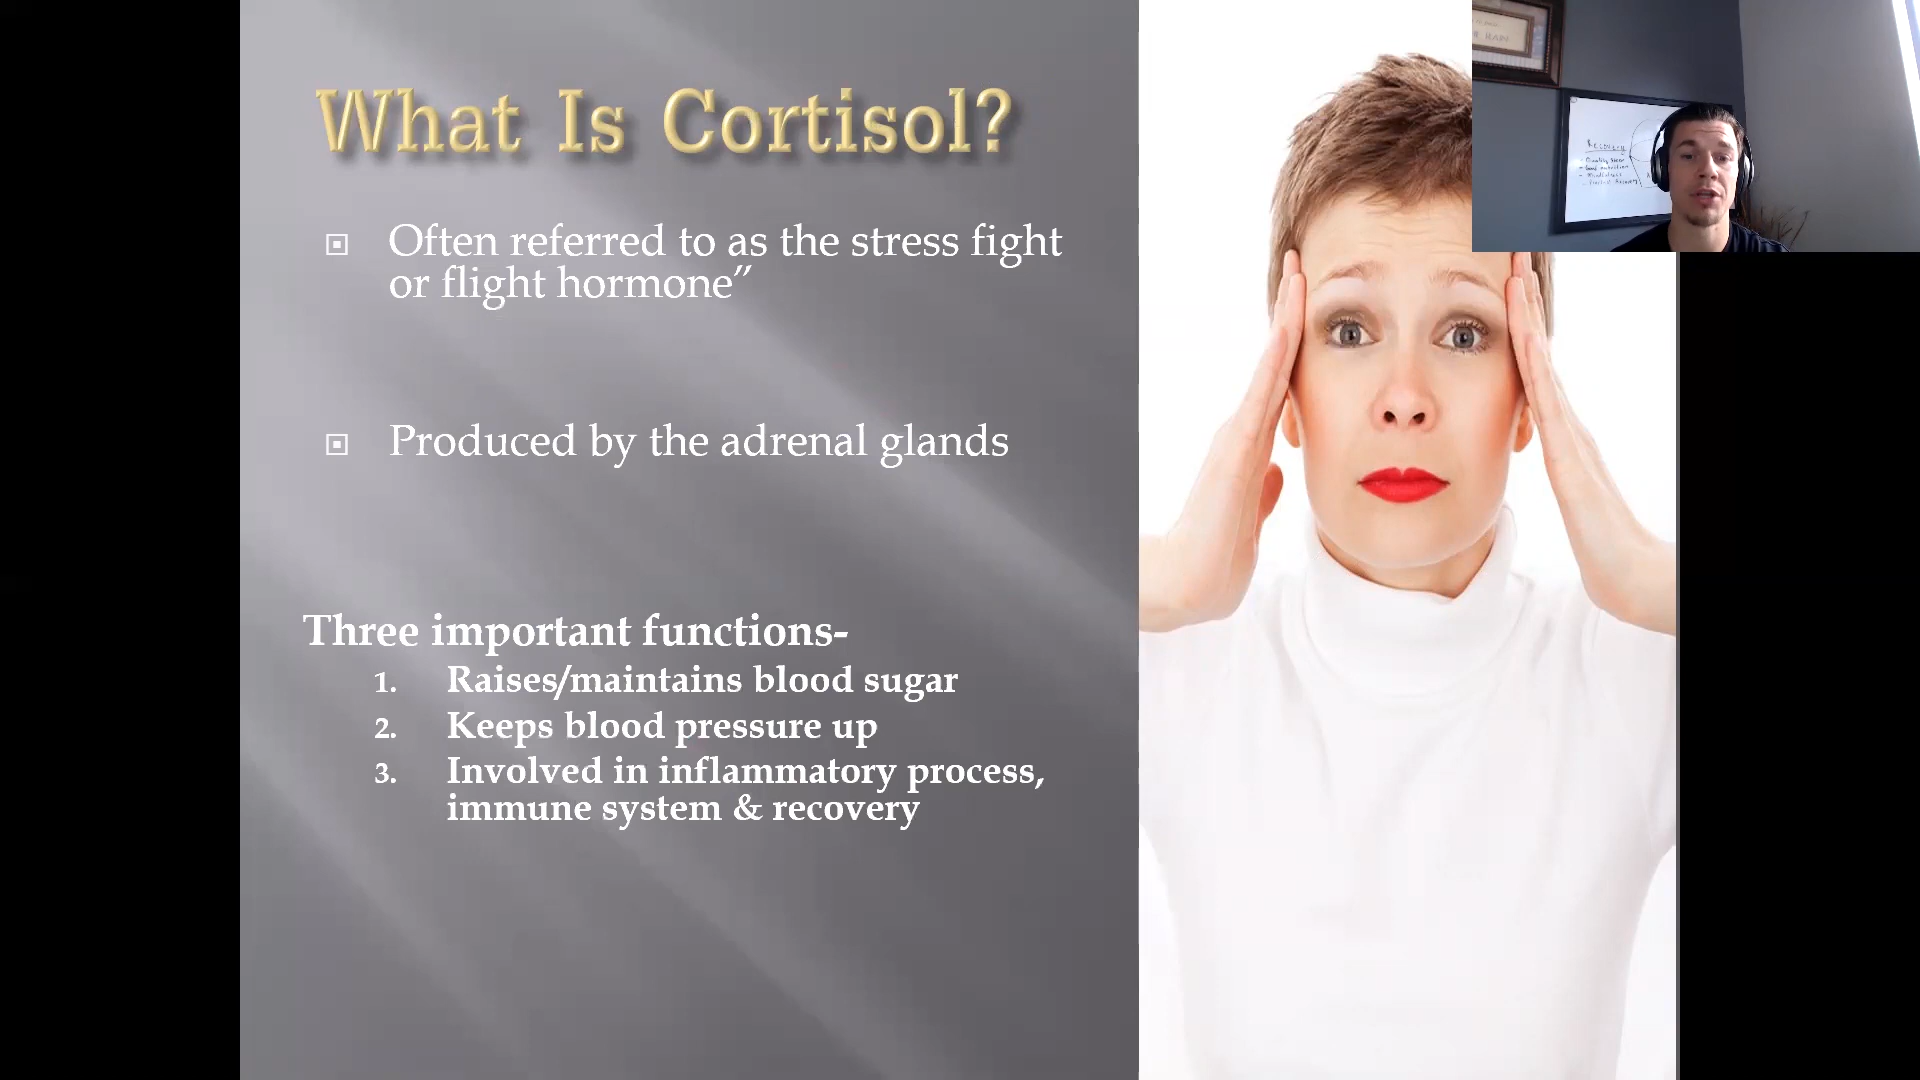 What Is Cortisol?
Often referred to as the stress fight
or flight hormone”
Produced by the adrenal glands
Three important functions-
1. Raises/maintains blood sugar
2. Keeps blood pressure up
3. Involved in inflammatory process,
immune system & recovery
Recovery